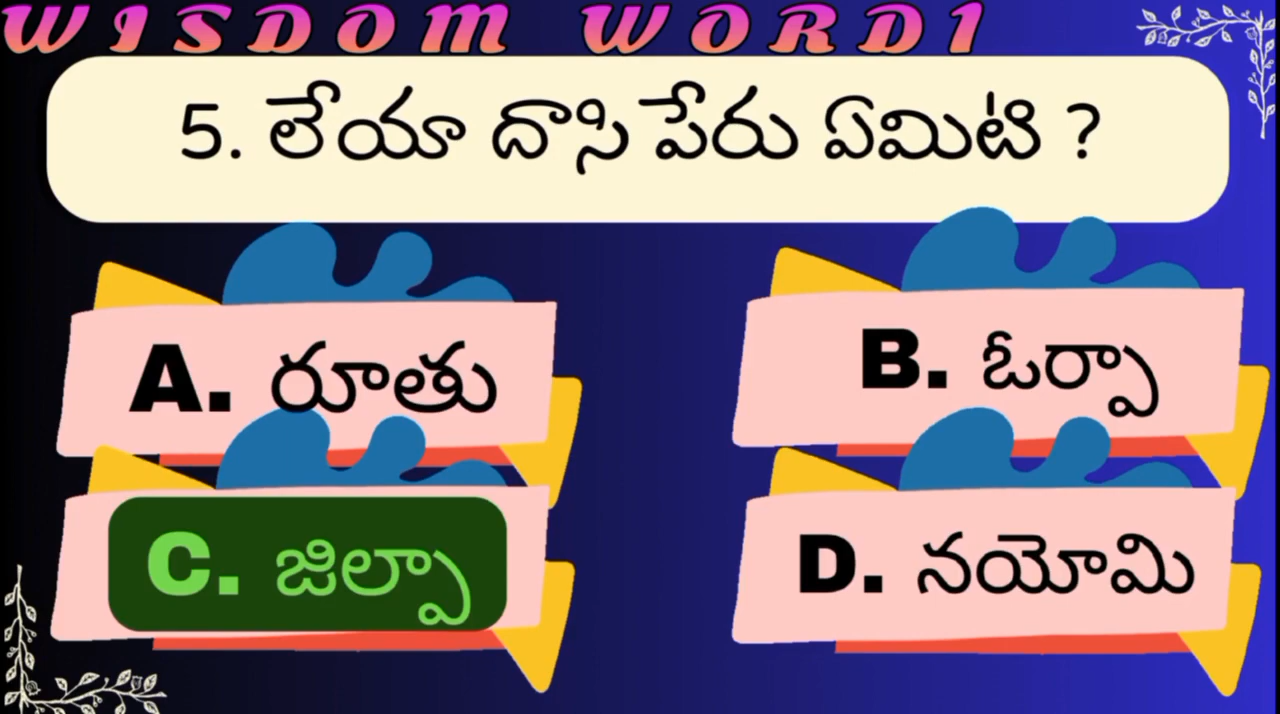 WISDOM WORD1
5. లేయా దాసి పేరు ఏమిటి ?
A. రూతు
B. ఓర్పా
C. జిల్పా
D. నయోమి